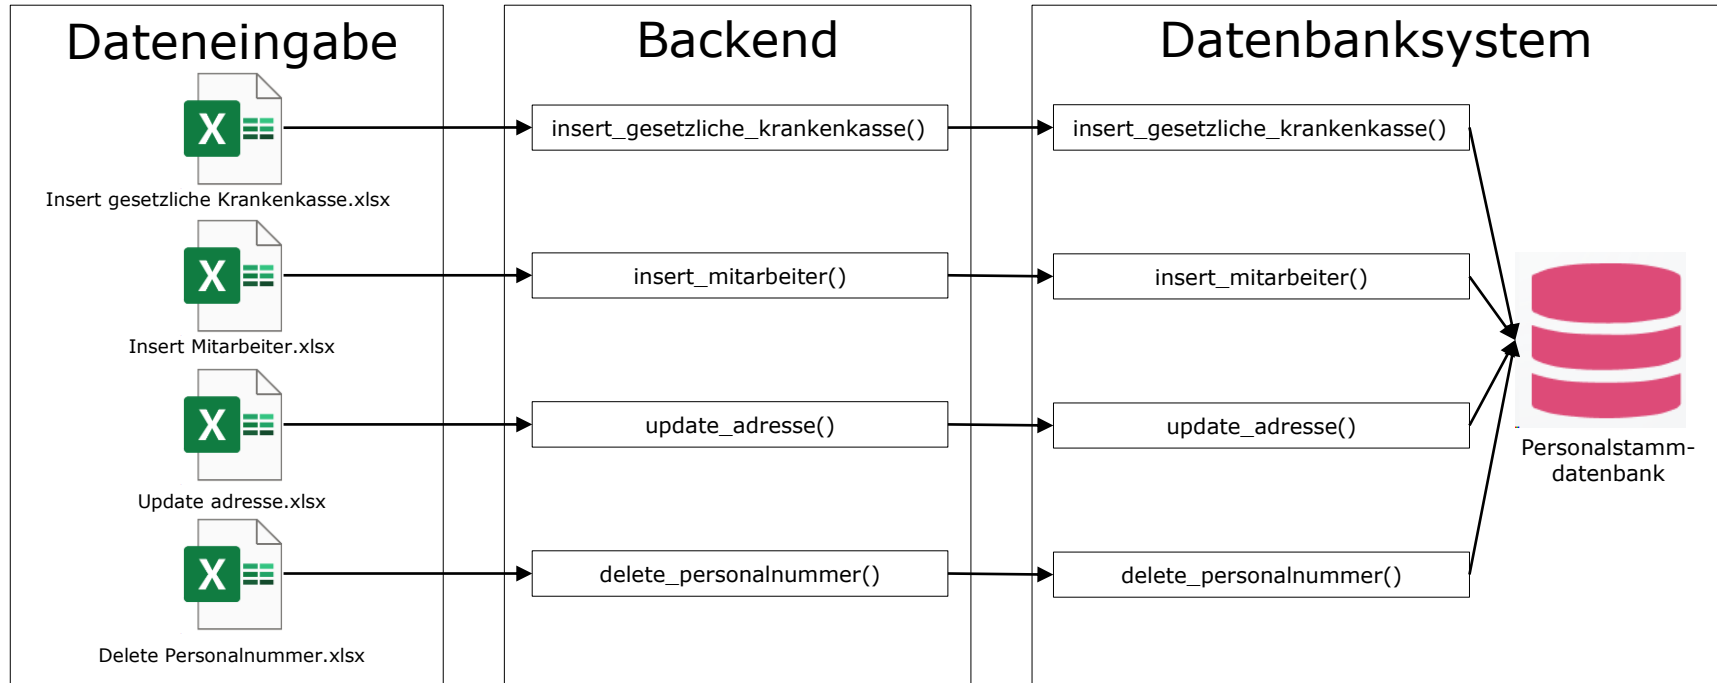 Dateneingabe
Backend
Datenbanksystem
X
insert_gesetzliche_krankenkasse()
insert_gesetzliche_krankenkasse()
Insert gesetzliche Krankenkasse.xlsx
X
insert_mitarbeiter()
insert_mitarbeiter()
Insert Mitarbeiter.xlsx
X
update_adresse()
update_adresse()
Personalstamm-
datenbank
Update adresse.xlsx
X
delete_personalnummer()
delete_personalnummer()
Delete Personalnummer.xlsx